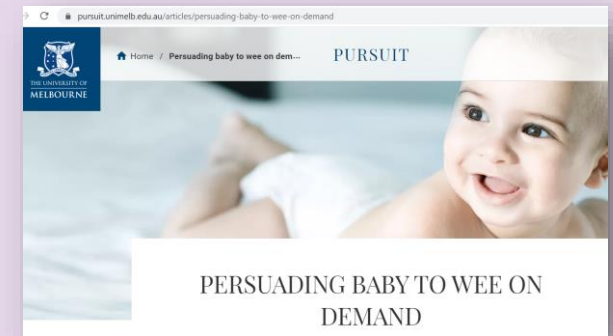 pursuit.unimelb.edu.au/articles/persuading-baby-to-wee-on-demand
Home / Persuading baby to wee on dem...
PURSUIT
THE UNIVERSITY OF
MELBOURNE
PERSUADING BABY TO WEE ON
DEMAND